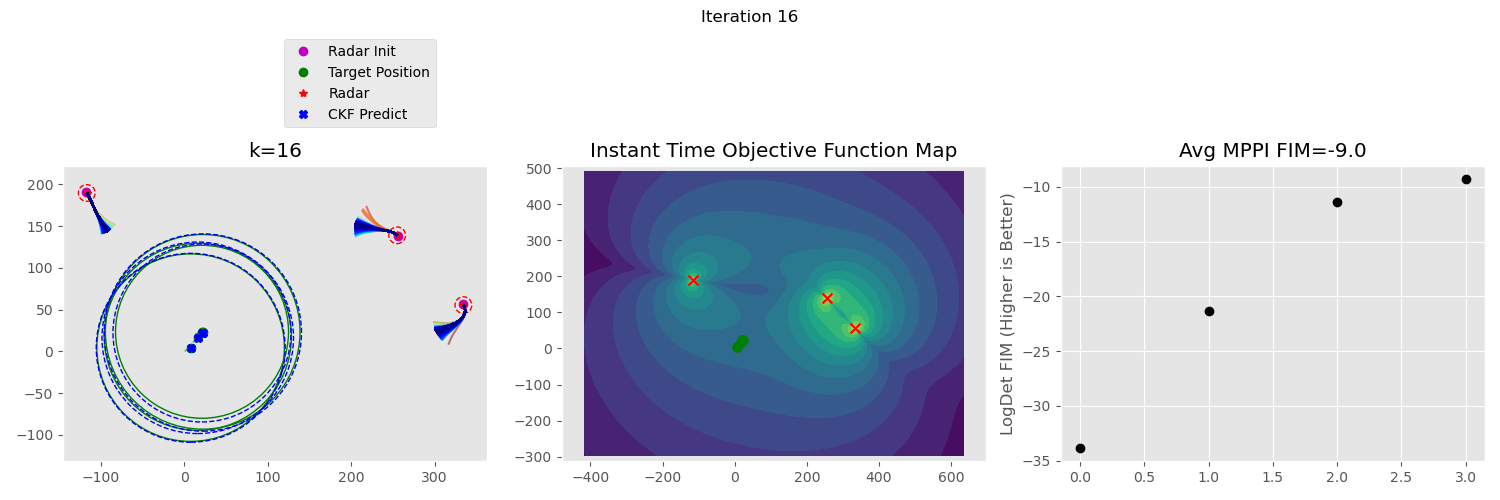 Iteration 16
Radar Init
Target Position
Radar
CKF Predict
k=16
200
150
100
50
0
−50
−100
−100 0 100 200 300
Instant Time Objective Function Map
500
400
300
200
100
0
−100
−200
−300
−400 −200 0 200 400 600
Avg MPPI FIM=-9.0
LogDet FIM (Higher is Better)
−10
−15
−20
−25
−30
−35
0.0 0.5 1.0 1.5 2.0 2.5 3.0